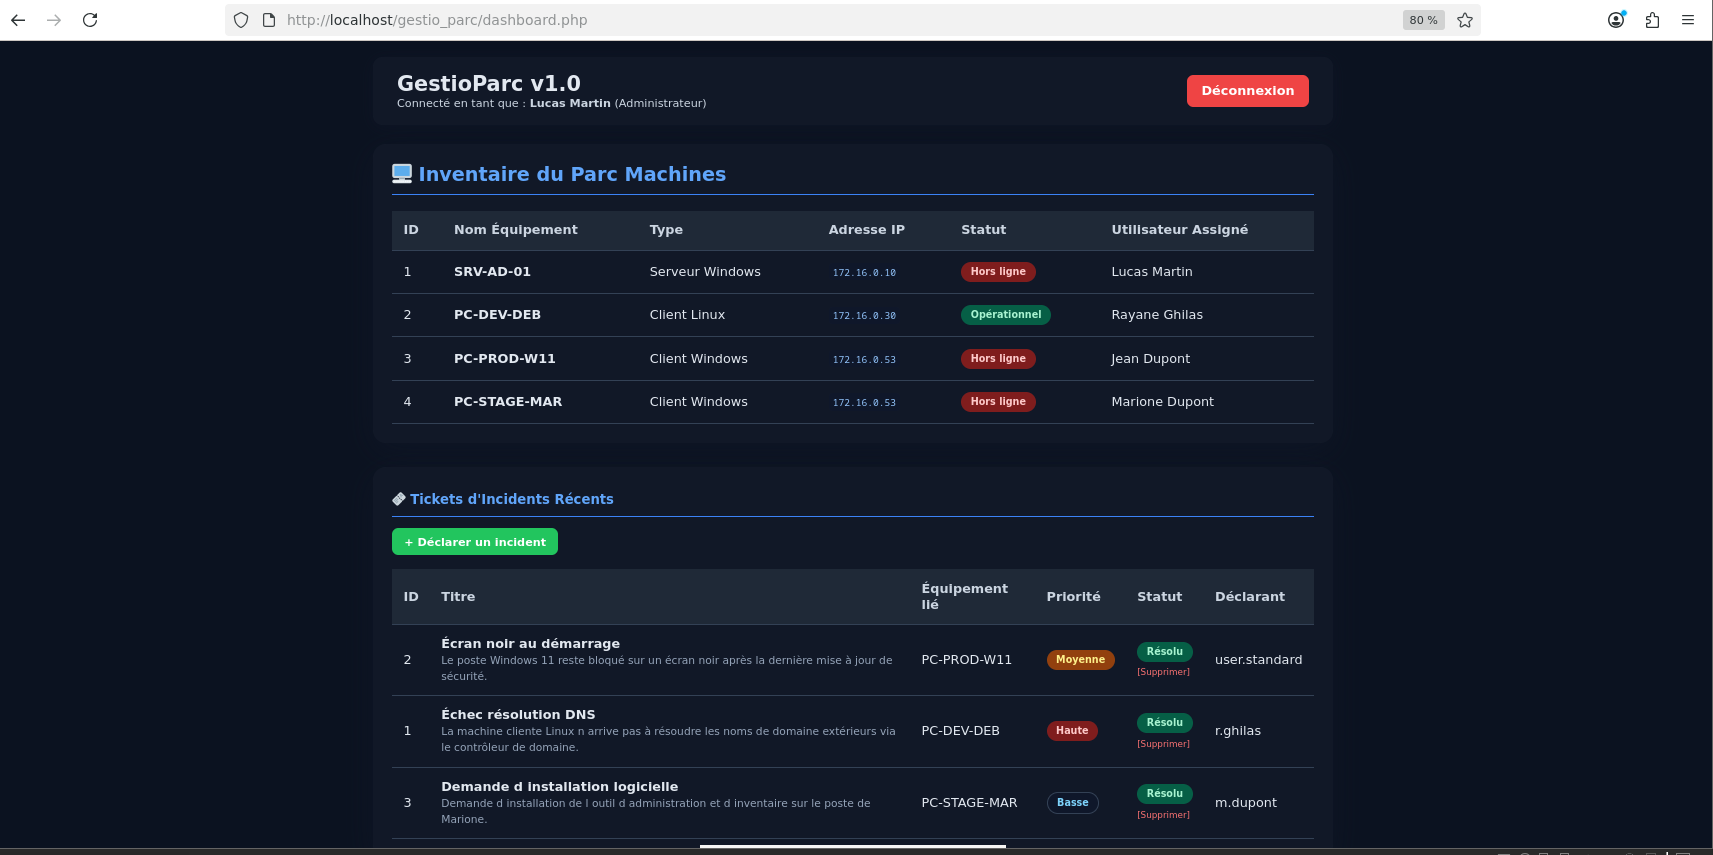 http://localhost/gestio_parc/dashboard.php
80 %
GestioParc v1.0
Connecté en tant que : Lucas Martin (Administrateur)
Déconnexion
Inventaire du Parc Machines
ID Nom Équipement Type Adresse IP Statut Utilisateur Assigné
1 SRV-AD-01 Serveur Windows 172.16.0.10 Hors ligne Lucas Martin
2 PC-DEV-DEB Client Linux 172.16.0.30 Opérationnel Rayane Ghilas
3 PC-PROD-W11 Client Windows 172.16.0.53 Hors ligne Jean Dupont
4 PC-STAGE-MAR Client Windows 172.16.0.53 Hors ligne Marione Dupont
Tickets d'Incidents Récents
+ Déclarer un incident
Équipement
ID Titre lié Priorité Statut Déclarant
Écran noir au démarrage
2 Le poste Windows 11 reste bloqué sur un écran noir après la dernière mise à jour de PC-PROD-W11 Moyenne Résolu user.standard
sécurité. [Supprimer]
Échec résolution DNS
1 La machine cliente Linux n arrive pas à résoudre les noms de domaine extérieurs via PC-DEV-DEB Haute Résolu r.ghilas
le contrôleur de domaine. [Supprimer]
Demande d installation logicielle
3 Demande d installation de l outil d administration et d inventaire sur le poste de PC-STAGE-MAR Basse Résolu m.dupont
Marione. [Supprimer]